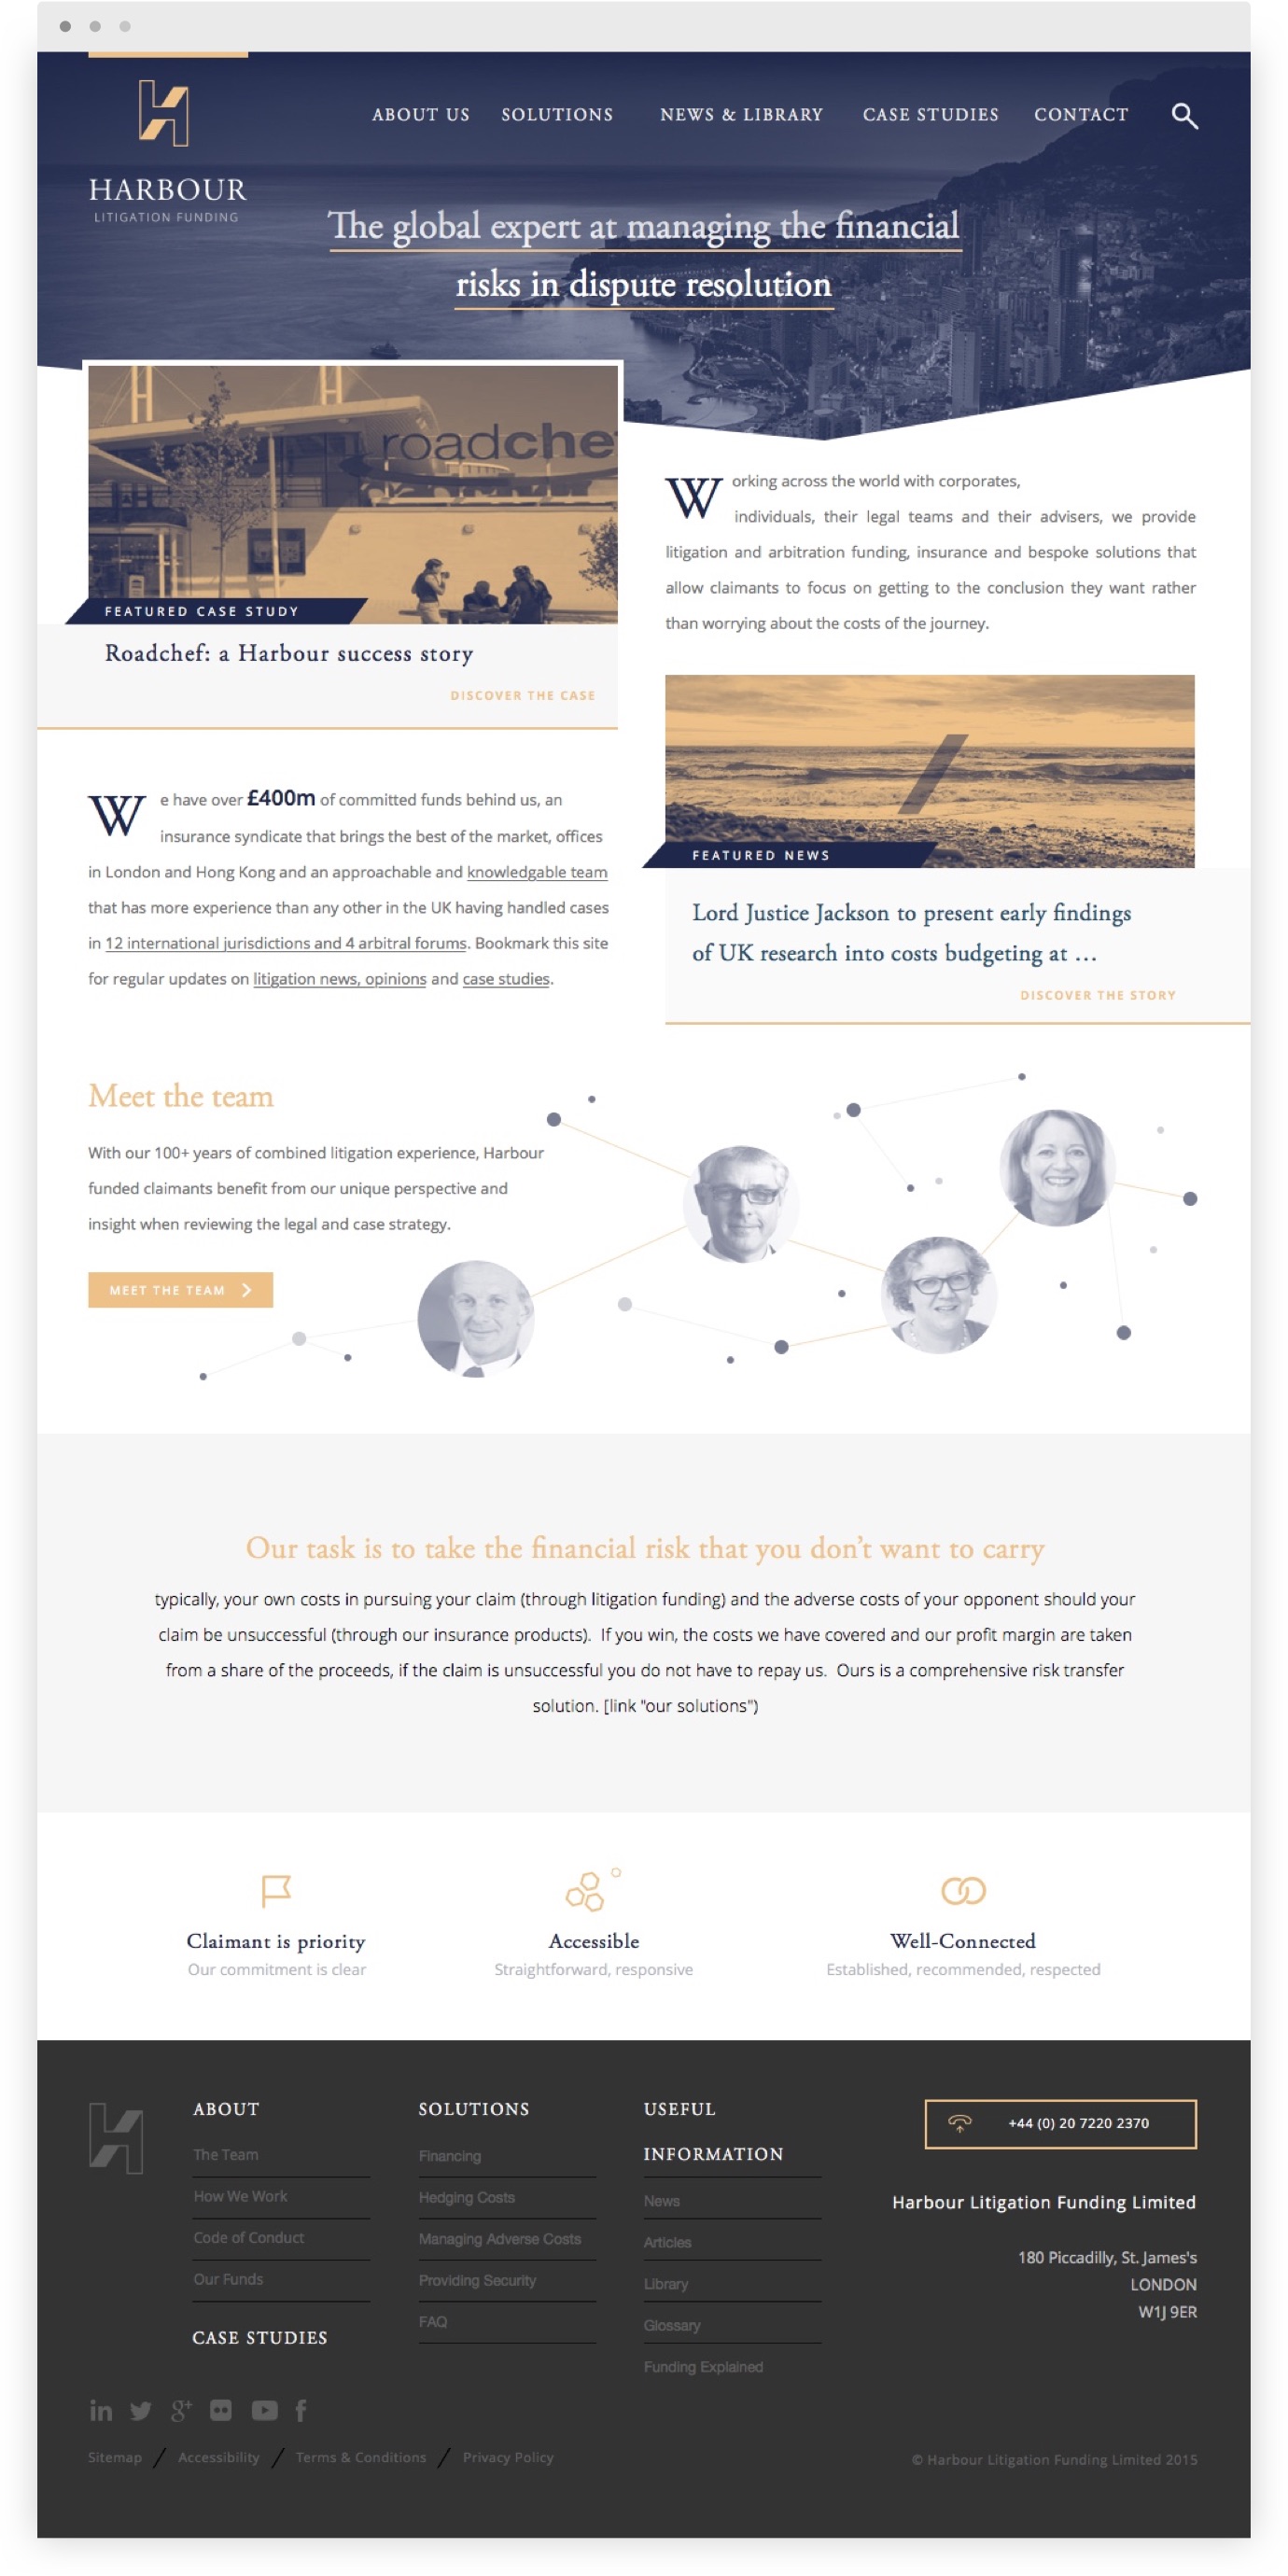 ABOUT US SOLUTIONS NEWS & LIBRARY CASE STUDIES CONTACT
HARBOUR
LITIGATION FUNDING
The global expert at managing the financial
risks in dispute resolution
roadche
FEATURED CASE STUDY
Roadchef: a Harbour success story
DISCOVER THE CASE
Working across the world with corporates,
individuals, their legal teams and their advisers, we provide
litigation and arbitration funding, insurance and bespoke solutions that
allow claimants to focus on getting to the conclusion they want rather
than worrying about the costs of the journey.
We have over £400m of committed funds behind us, an
insurance syndicate that brings the best of the market, offices
in London and Hong Kong and an approachable and knowledgable team
that has more experience than any other in the UK having handled cases
in 12 international jurisdictions and 4 arbitral forums. Bookmark this site
for regular updates on litigation news, opinions and case studies.
FEATURED NEWS
Lord Justice Jackson to present early findings
of UK research into costs budgeting at ...
DISCOVER THE STORY
Meet the team
With our 100+ years of combined litigation experience, Harbour
funded claimants benefit from our unique perspective and
insight when reviewing the legal and case strategy.
MEET THE TEAM
Our task is to take the financial risk that you don't want to carry
typically, your own costs in pursuing your claim (through litigation funding) and the adverse costs of your opponent should your
claim be unsuccessful (through our insurance products). If you win, the costs we have covered and our profit margin are taken
from a share of the proceeds, if the claim is unsuccessful you do not have to repay us. Ours is a comprehensive risk transfer
solution. [link "our solutions")
Claimant is priority
Our commitment is clear
Accessible
Straightforward, responsive
Well-Connected
Established, recommended, respected
ABOUT
The Team
How We Work
Code of Conduct
Our Funds
CASE STUDIES
SOLUTIONS
Financing
Hedging Costs
Managing Adverse Costs
Providing Security
FAQ
USEFUL
INFORMATION
News
Articles
Library
Glossary
Funding Explained
+44 (0) 20 7220 2370
Harbour Litigation Funding Limited
180 Piccadilly, St. James's
LONDON
W1J 9ER
Sitemap / Accessibility / Terms & Conditions / Privacy Policy
© Harbour Litigation Funding Limited 2015